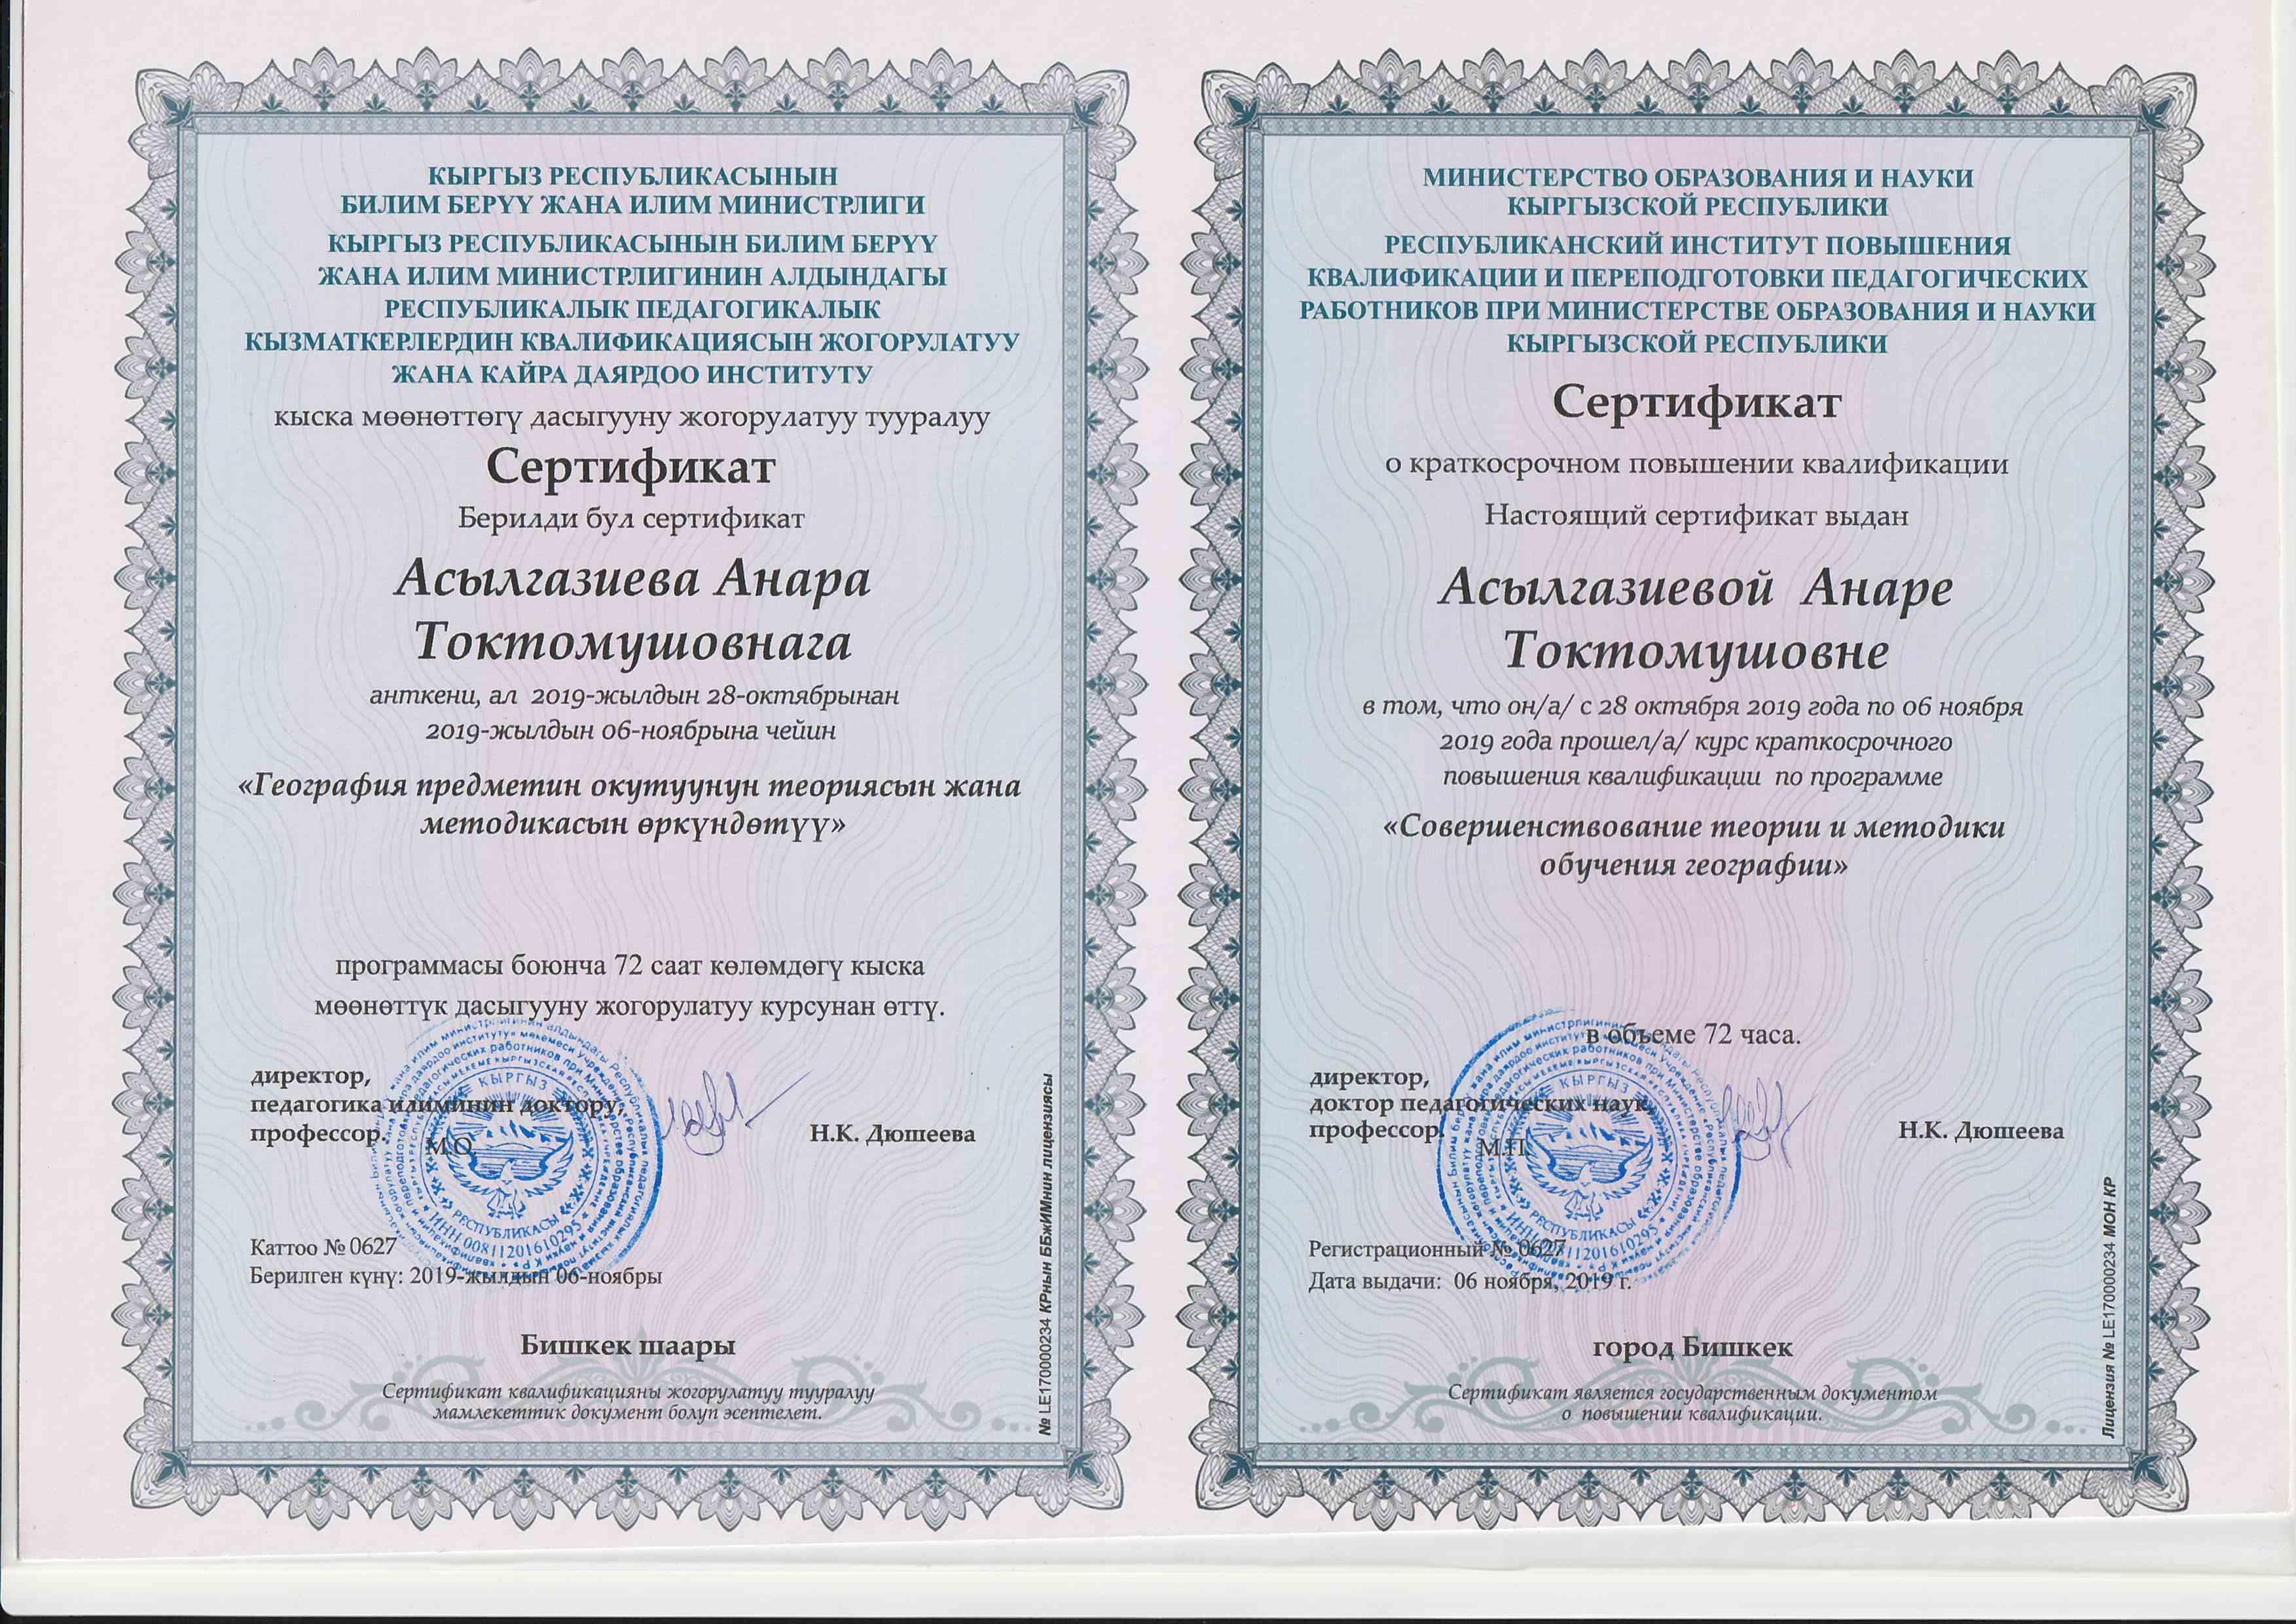 КЫРГЫЗ РЕСПУБЛИКАСЫНЫН
БИЛИМ БЕРҮҮ ЖАНА ИЛИМ МИНИСТРЛИГИ
КЫРГЫЗ РЕСПУБЛИКАСЫНЫН БИЛИМ БЕРҮҮ
ЖАНА ИЛИМ МИНИСТРЛИГИНИН АЛДЫНДАГЫ
РЕСПУБЛИКАЛЫК ПЕДАГОГИКАЛЫК
КЫЗМАТКЕРЛЕРДИН КВАЛИФИКАЦИЯСЫН ЖОГОРУЛАТУУ
ЖАНА КАЙРА ДАЯРДОО ИНСТИТУТУ
кыска мөөнөттөгү дасыгууну жогорулатуу тууралуу
Сертификат
Берилди бул сертификат
Асылгазиева Анара
Токтомушовнага
анткени, ал 2019-жылдын 28-октябрынан
2019-жылдын 06-ноябрына чейин
«География предметин окутуунун теориясын жана
методикасын өркүндөтүү»
программасы боюнча 72 саат көлөмдөгү кыска
мөөнөттүк дасыгууну жогорулатуу курсунан өттү.
директор,
педагогика илиминин доктору,
профессор.
М.О.
Н.К. Дюшеева
КЫРГЫЗ
РЕСПУБЛИКАСЫ
ИНН 00811201610295
Каттоо № 0627
Берилген күнү: 2019-жылдын 06-ноябры
Бишкек шаары
Сертификат квалификацияны жогорулатуу тууралуу
мамлекеттик документ болуп эсептелет.
№ LE170000234 КРнын ББжИМнин лицензиясы
МИНИСТЕРСТВО ОБРАЗОВАНИЯ И НАУКИ
КЫРГЫЗСКОЙ РЕСПУБЛИКИ
РЕСПУБЛИКАНСКИЙ ИНСТИТУТ ПОВЫШЕНИЯ
КВАЛИФИКАЦИИ И ПЕРЕПОДГОТОВКИ ПЕДАГОГИЧЕСКИХ
РАБОТНИКОВ ПРИ МИНИСТЕРСТВЕ ОБРАЗОВАНИЯ И НАУКИ
КЫРГЫЗСКОЙ РЕСПУБЛИКИ
Сертификат
о краткосрочном повышении квалификации
Настоящий сертификат выдан
Асылгазиевой Анаре
Токтомушовне
в том, что он/а/ с 28 октября 2019 года по 06 ноября
2019 года прошел/а/ курс краткосрочного
повышения квалификации по программе
«Совершенствование теории и методики
обучения географии»
в объеме 72 часа.
директор,
доктор педагогических наук,
профессор.
М.П.
Н.К. Дюшеева
КЫРГЫЗ
РЕСПУБЛИКАСЫ
Регистрационный № 0627
Дата выдачи: 06 ноября, 2019 г.
город Бишкек
Сертификат является государственным документом
о повышении квалификации.
Лицензия № LE170000234 МОН КР